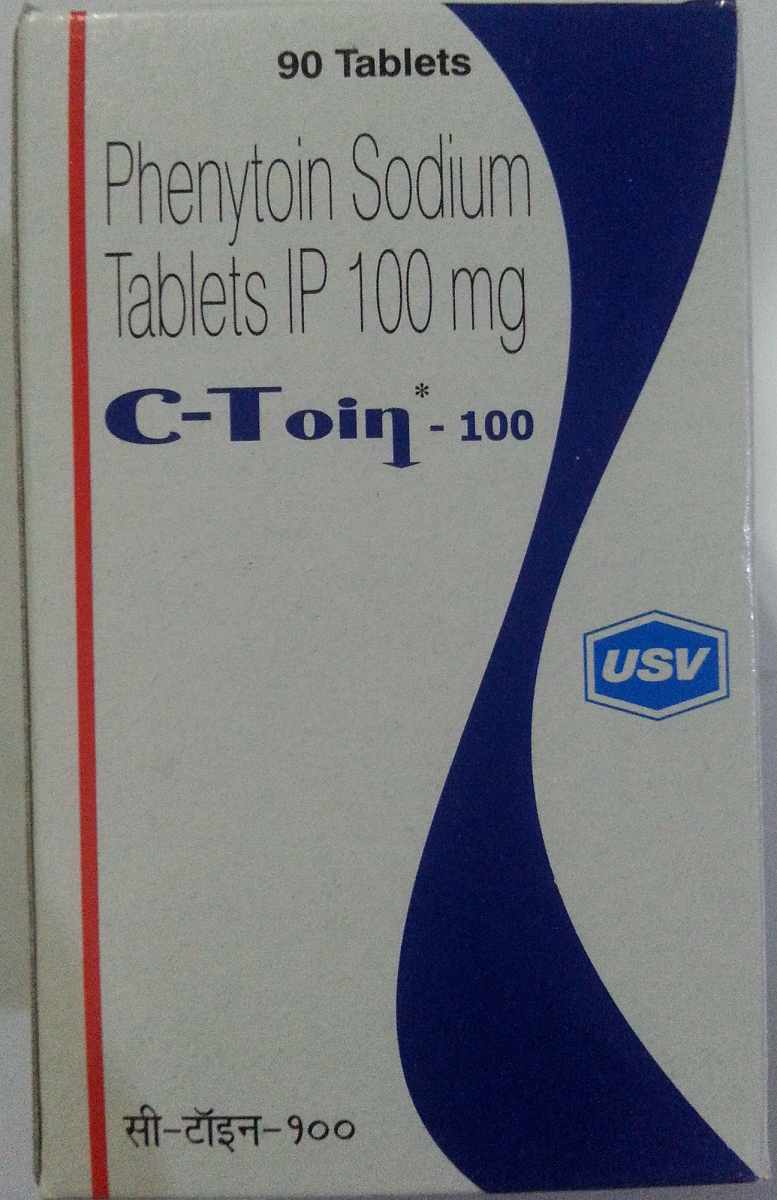 90 Tablets
Phenytoin Sodium
Tablets IP 100 mg
C-Toin* - 100
USV
सी-टॉइन-१००